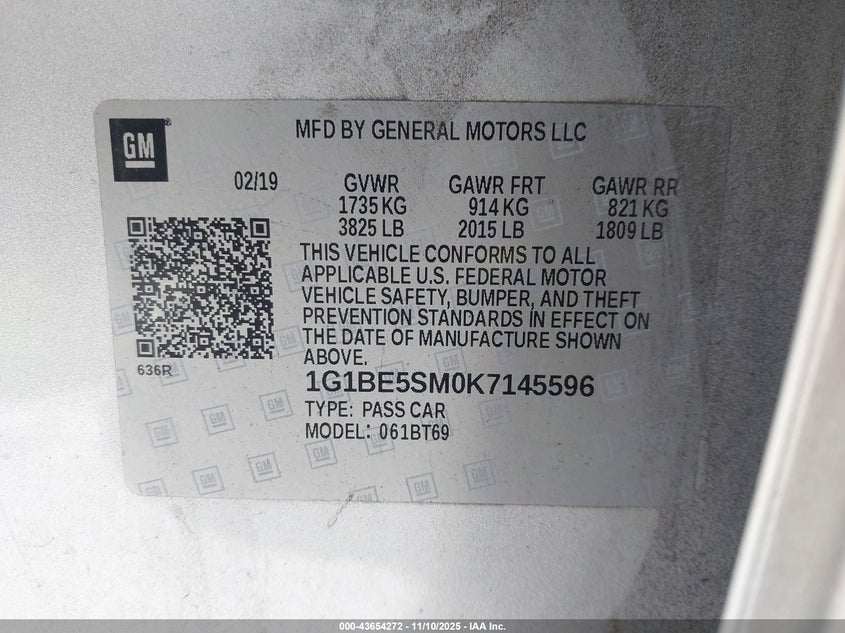 GM
MFD BY GENERAL MOTORS LLC
02/19
GVWR GAWR FRT GAWR RR
1735 KG 914 KG 821 KG
3825 LB 2015 LB 1809 LB
THIS VEHICLE CONFORMS TO ALL
APPLICABLE U.S. FEDERAL MOTOR
VEHICLE SAFETY, BUMPER, AND THEFT
PREVENTION STANDARDS IN EFFECT ON
THE DATE OF MANUFACTURE SHOWN
ABOVE.
636R
1G1BE5SM0K7145596
TYPE: PASS CAR
MODEL: 061BT69
000-43654272 - 11/10/2025 - IAA Inc.